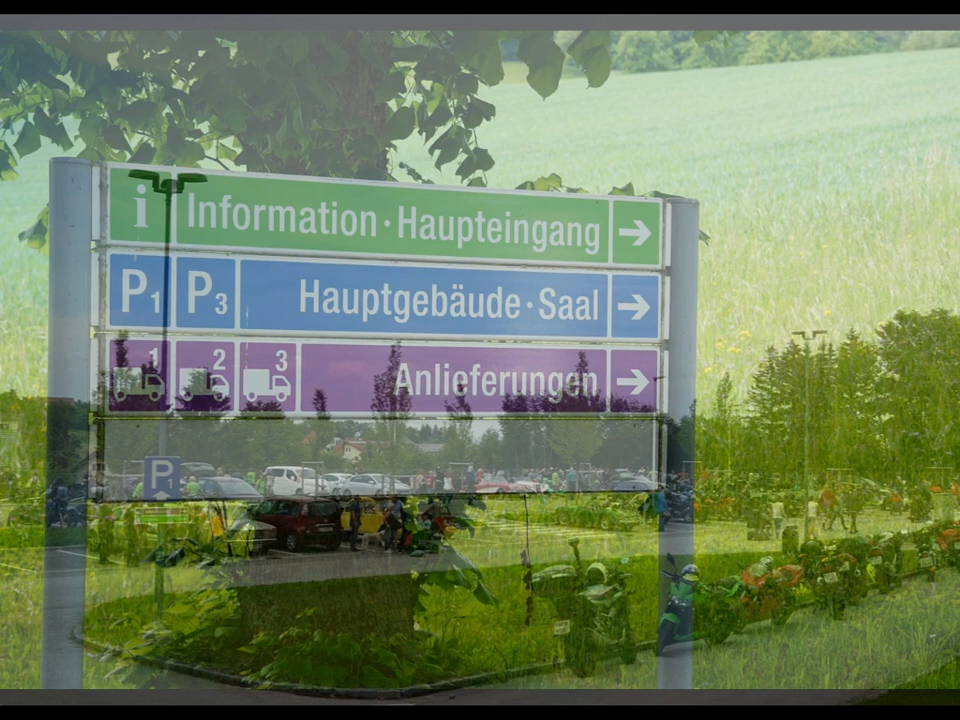 i Information · Haupteingang →
P1 P3 Hauptgebäude · Saal →
1 2 3 Anlieferungen →
P